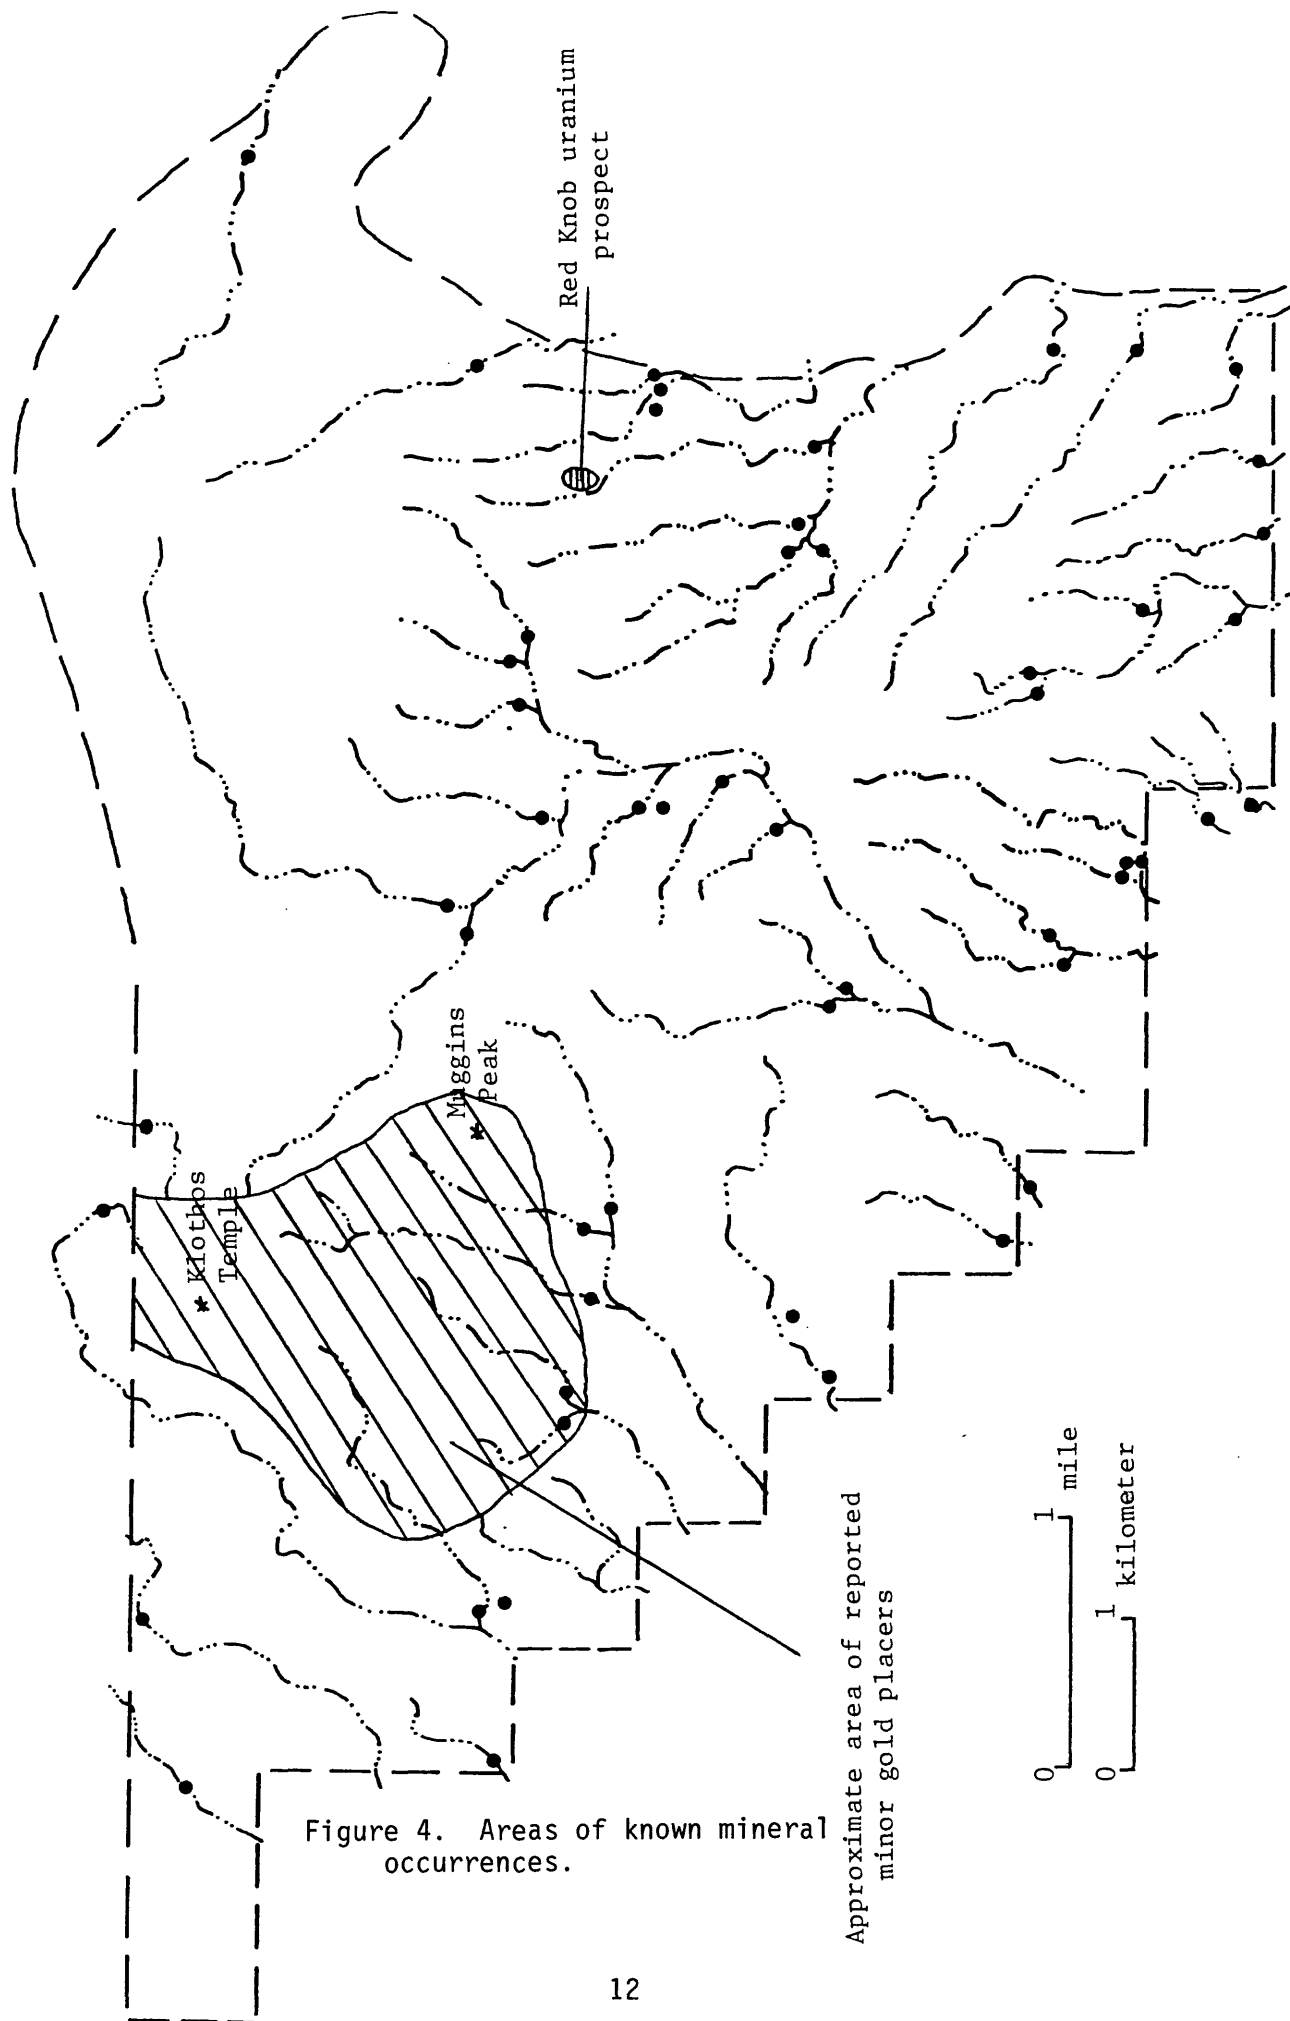 Red Knob uranium
prospect
Muggins
Peak
* Klothos
Temple
*
Approximate area of reported
minor gold placers
0 1
mile
0 1
kilometer
Figure 4. Areas of known mineral
occurrences.
12